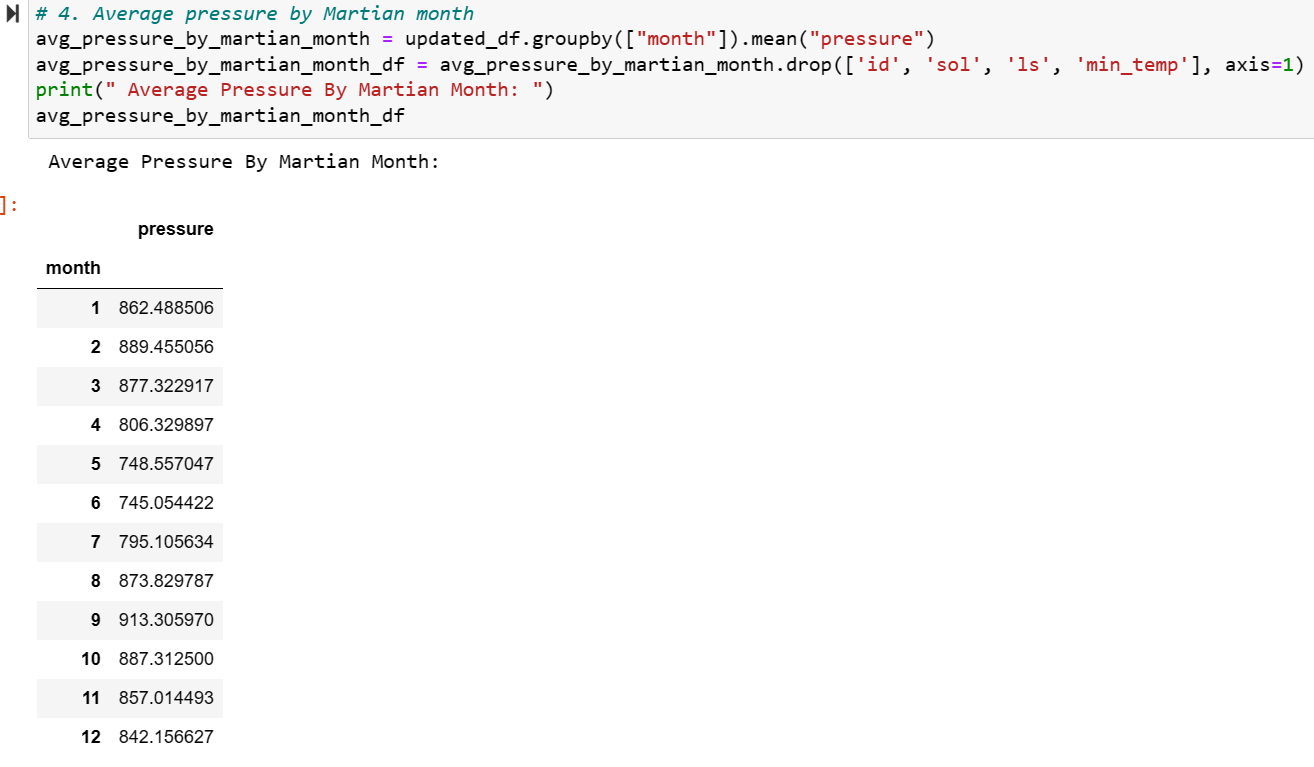 # 4. Average pressure by Martian month
avg_pressure_by_martian_month = updated_df.groupby(["month"]).mean("pressure")
avg_pressure_by_martian_month_df = avg_pressure_by_martian_month.drop(['id', 'sol', 'ls', 'min_temp'], axis=1)
print(" Average Pressure By Martian Month: ")
avg_pressure_by_martian_month_df
Average Pressure By Martian Month:
]:
pressure
month
1 862.488506
2 889.455056
3 877.322917
4 806.329897
5 748.557047
6 745.054422
7 795.105634
8 873.829787
9 913.305970
10 887.312500
11 857.014493
12 842.156627